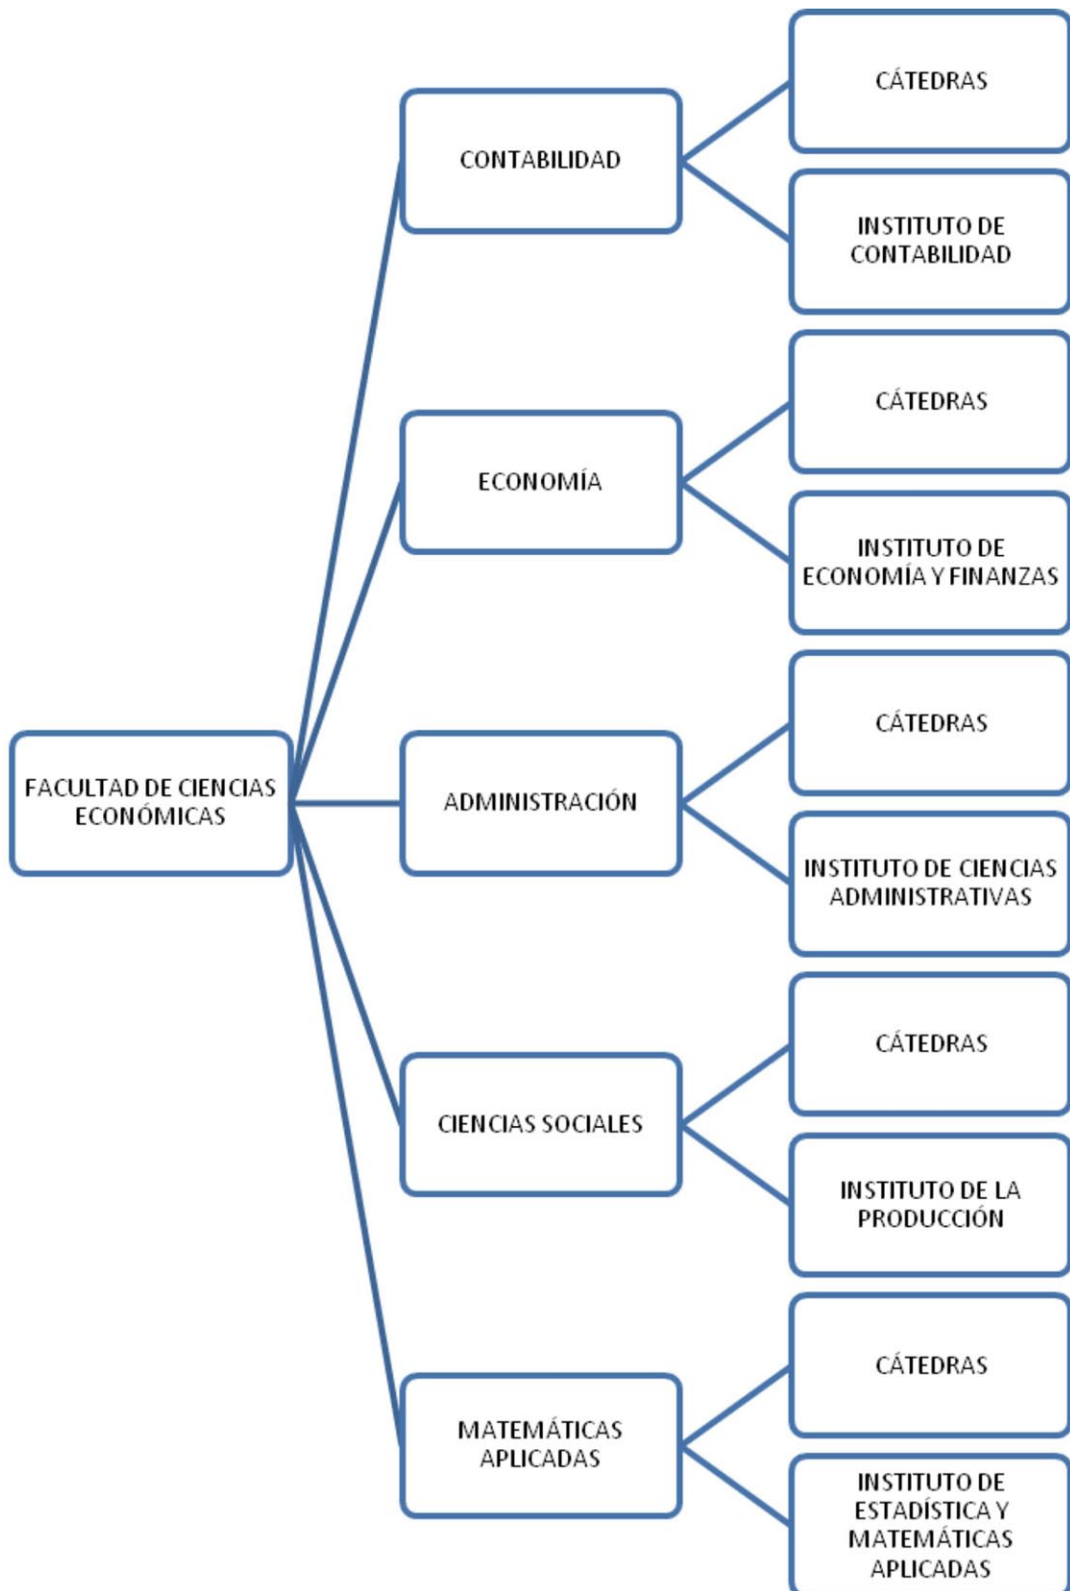 CÁTEDRAS
CONTABILIDAD
INSTITUTO DE
CONTABILIDAD
CÁTEDRAS
ECONOMÍA
INSTITUTO DE
ECONOMÍA Y FINANZAS
CÁTEDRAS
FACULTAD DE CIENCIAS
ECONÓMICAS
ADMINISTRACIÓN
INSTITUTO DE CIENCIAS
ADMINISTRATIVAS
CÁTEDRAS
CIENCIAS SOCIALES
INSTITUTO DE LA
PRODUCCIÓN
CÁTEDRAS
MATEMÁTICAS
APLICADAS
INSTITUTO DE
ESTADÍSTICA Y
MATEMÁTICAS
APLICADAS